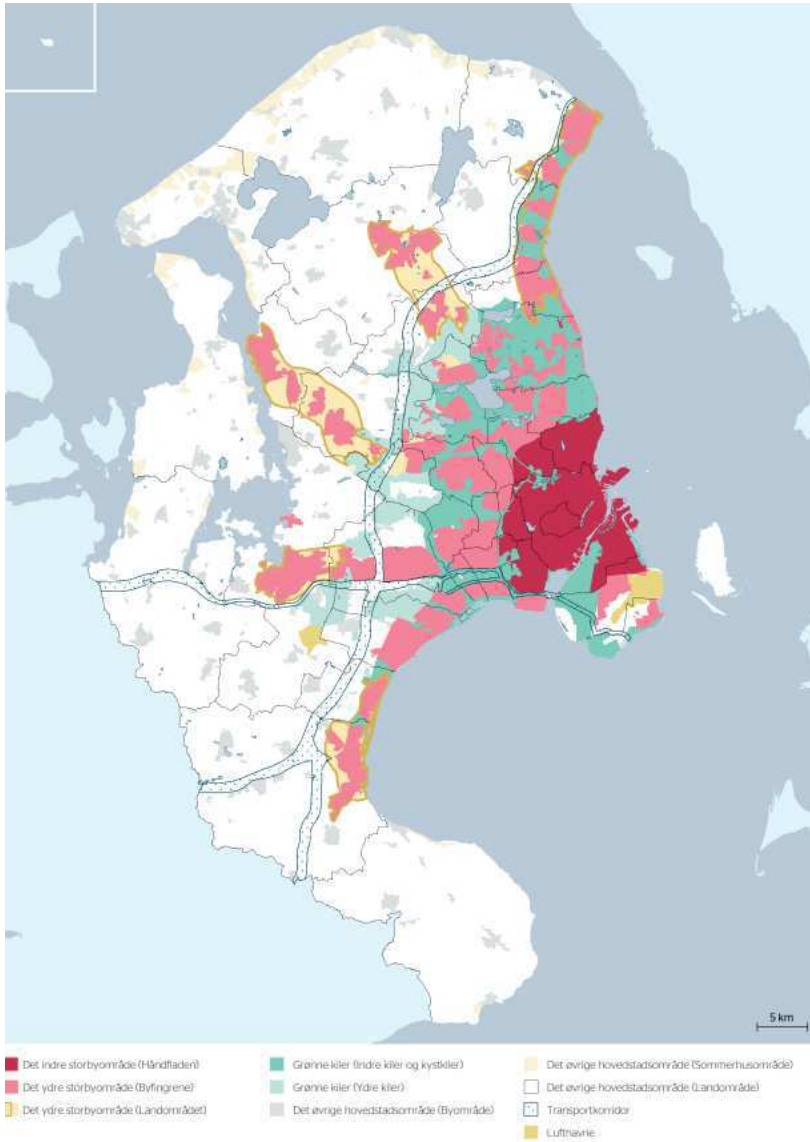 5 km
Det indre storbyområde (Håndfladen)
Det ydre storbyområde (Byfingrene)
Det ydre storbyområde (Landområdet)
Grønne kiler (Indre kiler og kystkiler)
Grønne kiler (Ydre kiler)
Det øvrige hovedstadsområde (Byområde)
Det øvrige hovedstadsområde (Sommerhusområde)
Det øvrige hovedstadsområde (Landområde)
Transportkorridor
Lufthavne